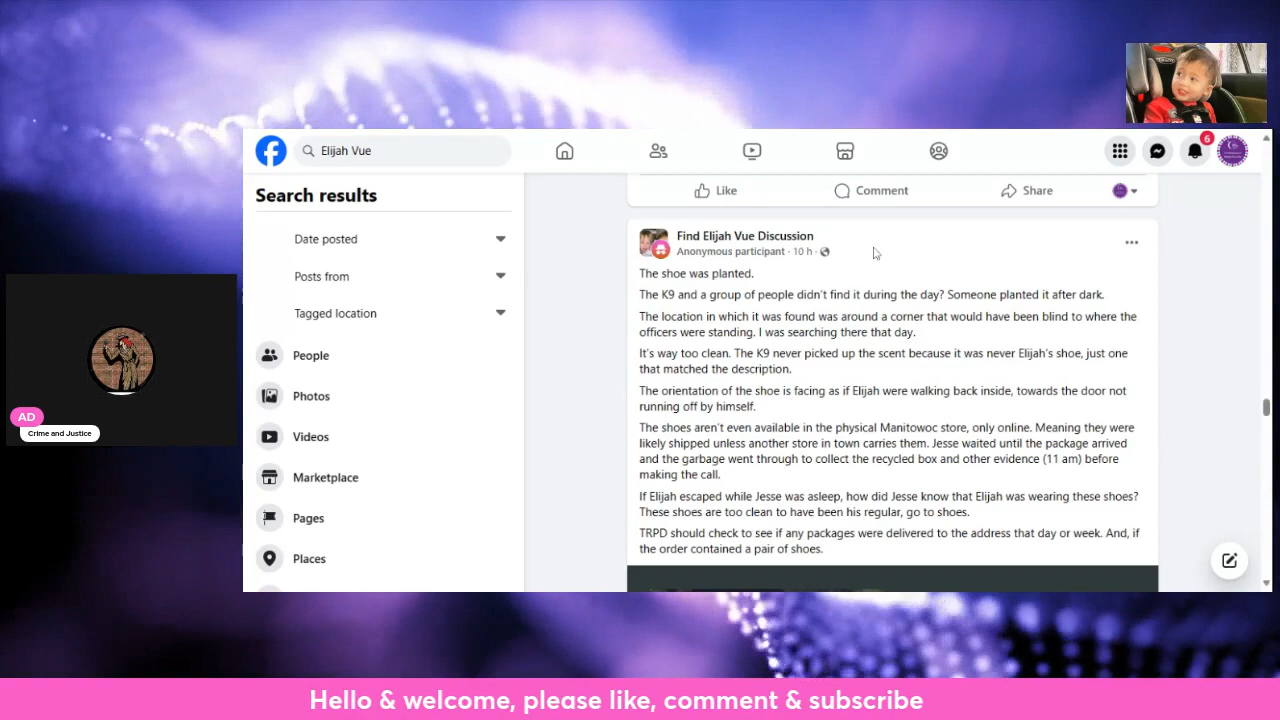 Elijah Vue
6
Search results
Date posted
Posts from
Tagged location
People
Photos
Videos
Marketplace
Pages
Places
Like
Comment
Share
Find Elijah Vue Discussion
Anonymous participant · 10 h ·
The shoe was planted.
The K9 and a group of people didn't find it during the day? Someone planted it after dark.
The location in which it was found was around a corner that would have been blind to where the
officers were standing. I was searching there that day.
It's way too clean. The K9 never picked up the scent because it was never Elijah's shoe, just one
that matched the description.
The orientation of the shoe is facing as if Elijah were walking back inside, towards the door not
running off by himself.
The shoes aren't even available in the physical Manitowoc store, only online. Meaning they were
likely shipped unless another store in town carries them. Jesse waited until the package arrived
and the garbage went through to collect the recycled box and other evidence (11 am) before
making the call.
If Elijah escaped while Jesse was asleep, how did Jesse know that Elijah was wearing these shoes?
These shoes are too clean to have been his regular, go to shoes.
TRPD should check to see if any packages were delivered to the address that day or week. And, if
the order contained a pair of shoes.
AD
Crime and Justice
Hello & welcome, please like, comment & subscribe